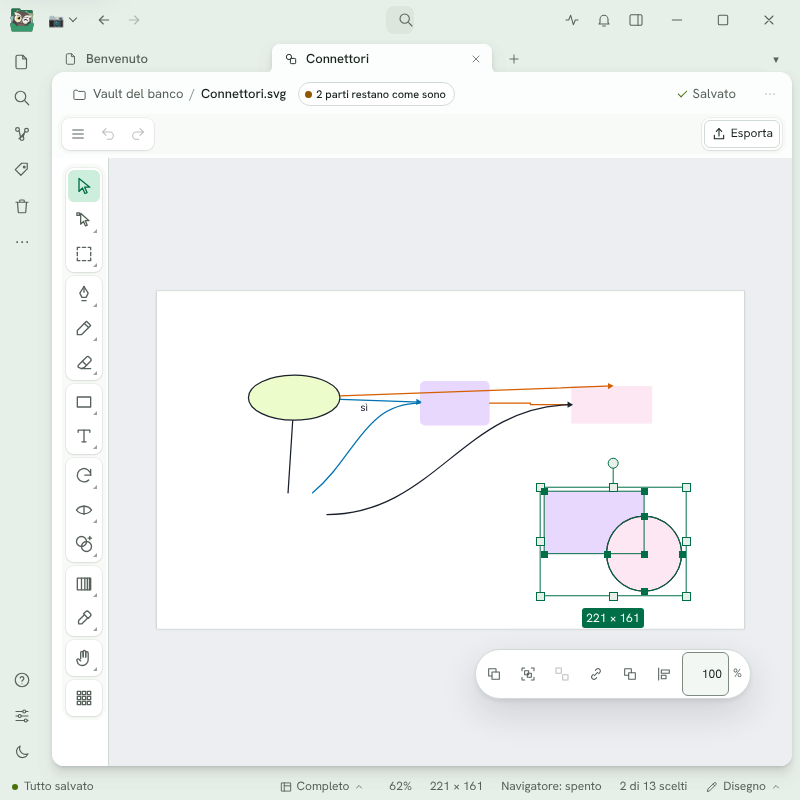 Benvenuto
Connettori
Vault del banco / Connettori.svg
2 parti restano come sono
Salvato
Esporta
sì
221 × 161
100 %
Tutto salvato
Completo
62%
221 × 161
Navigatore: spento
2 di 13 scelti
Disegno